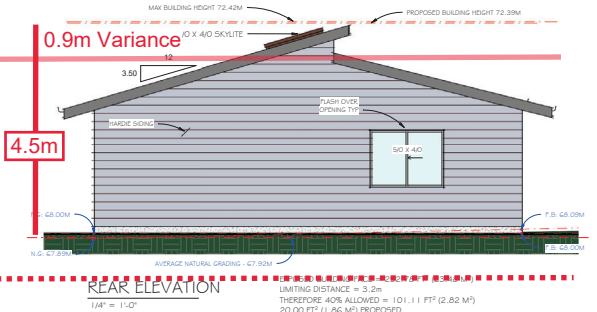 MAX BUILDING HEIGHT 72.42M
PROPOSED BUILDING HEIGHT 72.39M
0.9m Variance
/0 X 4/0 SKYLITE
12
3.50
FLASH OVER
OPENING TYP
HARDIE SIDING
4.5m
5/0 X 4/0
F.G: 68.00M
F.B: 68.09M
N.G: 67.89M
AVERAGE NATURAL GRADING - 67.92M
F.B: 68.00M
REAR ELEVATION
1/4" = 1'-0"
LIMITING DISTANCE = 3.2m
THEREFORE 40% ALLOWED = 101.11 FT² (2.82 M²)
20.00 FT² (1.86 M²) PROPOSED